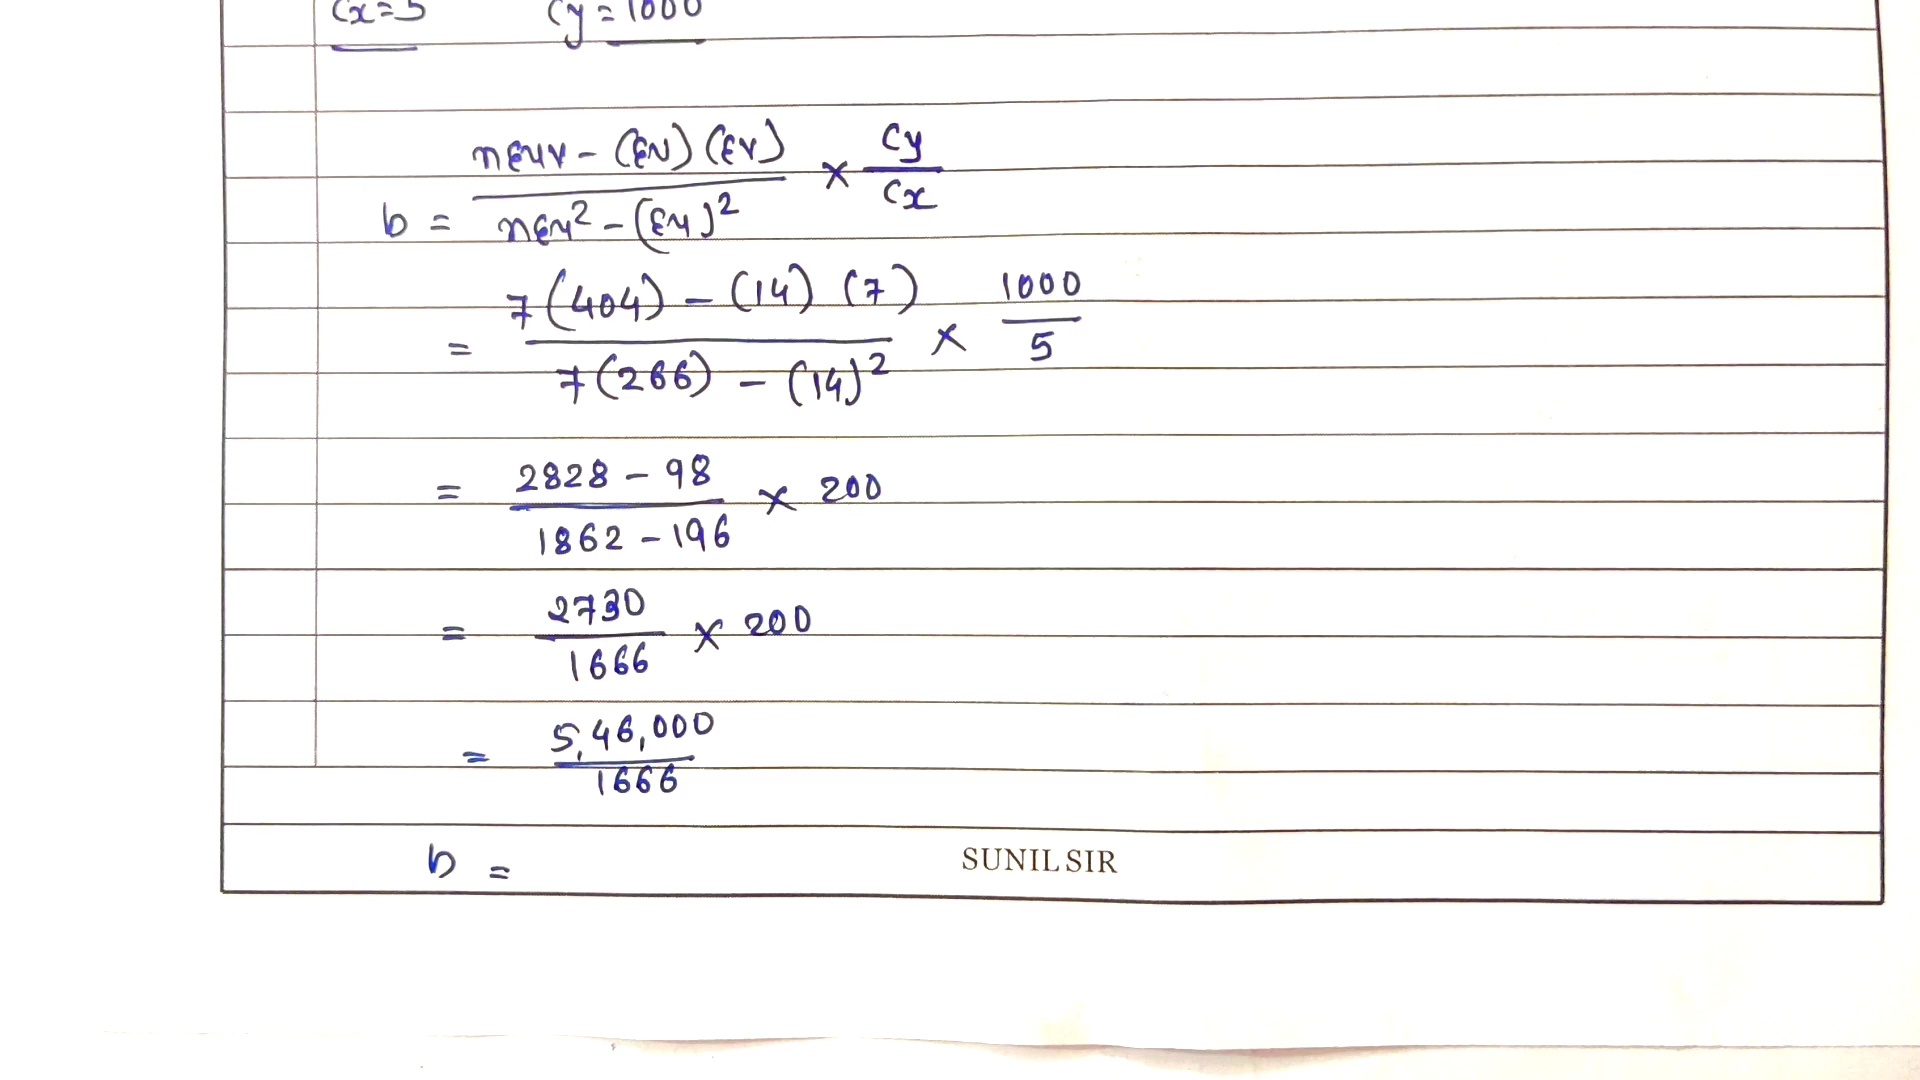 Cx = 5 Cy = 1000
b = nΣuv - (Σu) (Σv) / nΣu² - (Σu)² × Cy / Cx
= 7(404) - (14) (7) / 7(266) - (14)² × 1000 / 5
= 2828 - 98 / 1862 - 196 × 200
= 2730 / 1666 × 200
= 5,46,000 / 1666
b =
SUNIL SIR